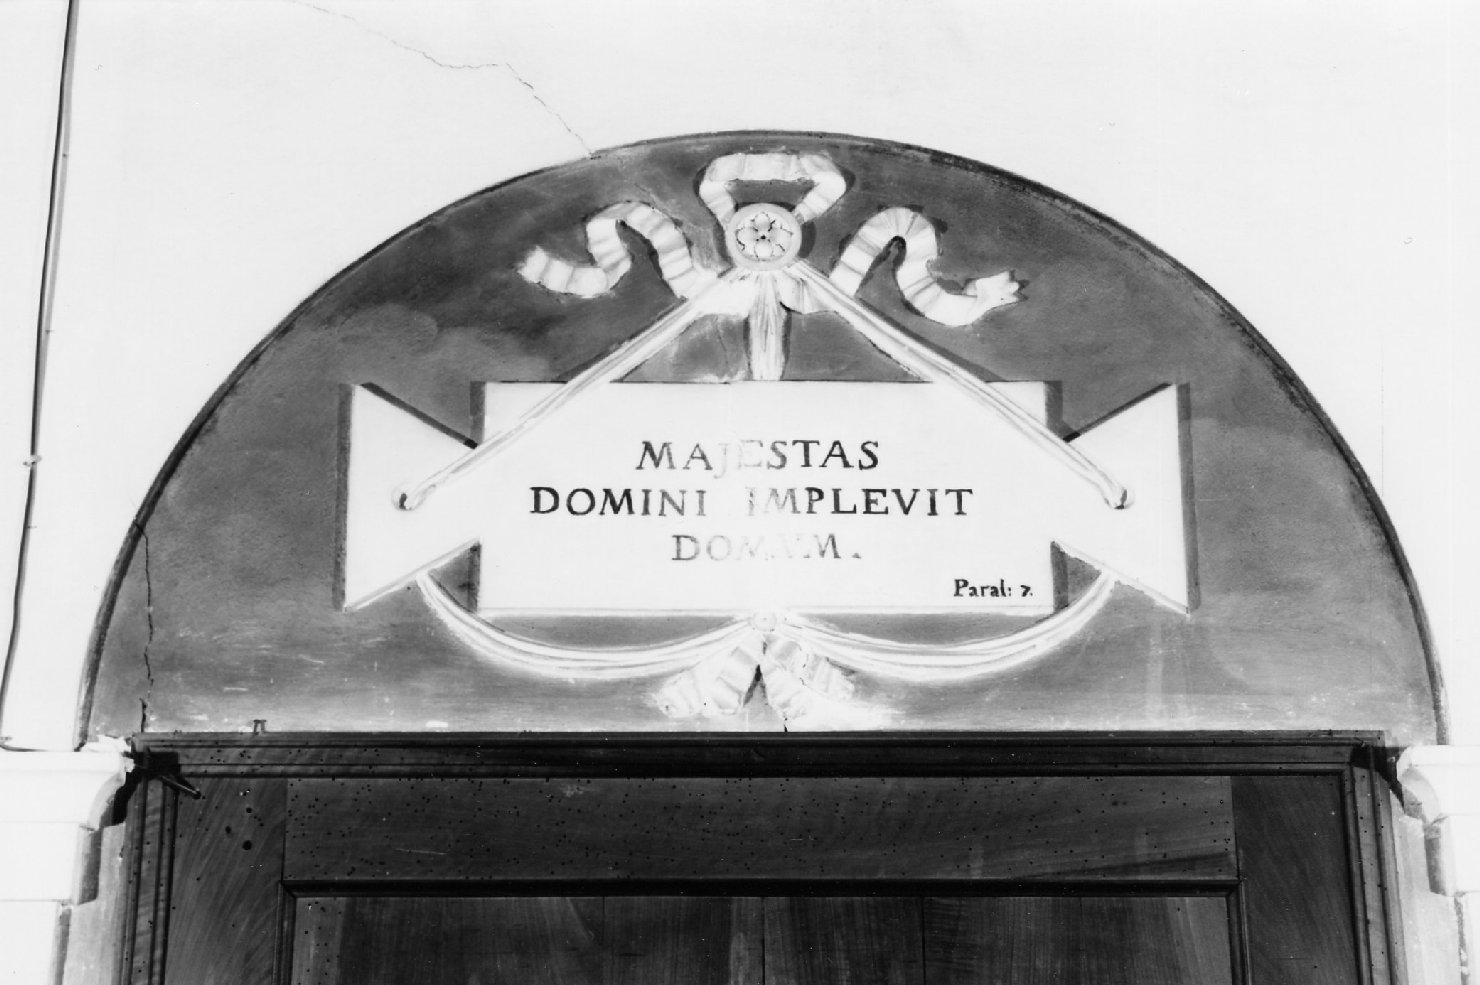 MAJESTAS
DOMINI IMPLEVIT
DOMVM.
Paral: 7.